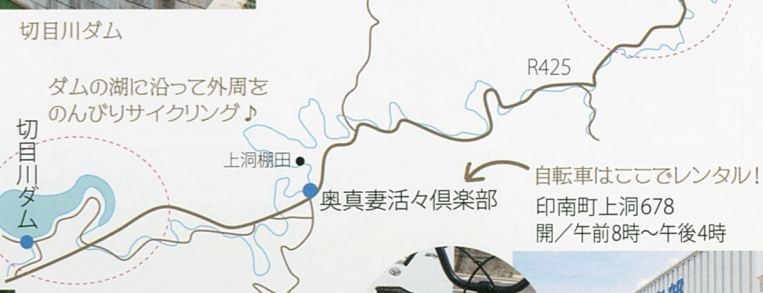 切目川ダム
ダムの湖に沿って外周を
のんびりサイクリング♪
R425
切目川ダム
上洞棚田
奥真妻活々倶楽部
自転車はここでレンタル!
印南町上洞678
開／午前8時〜午後4時